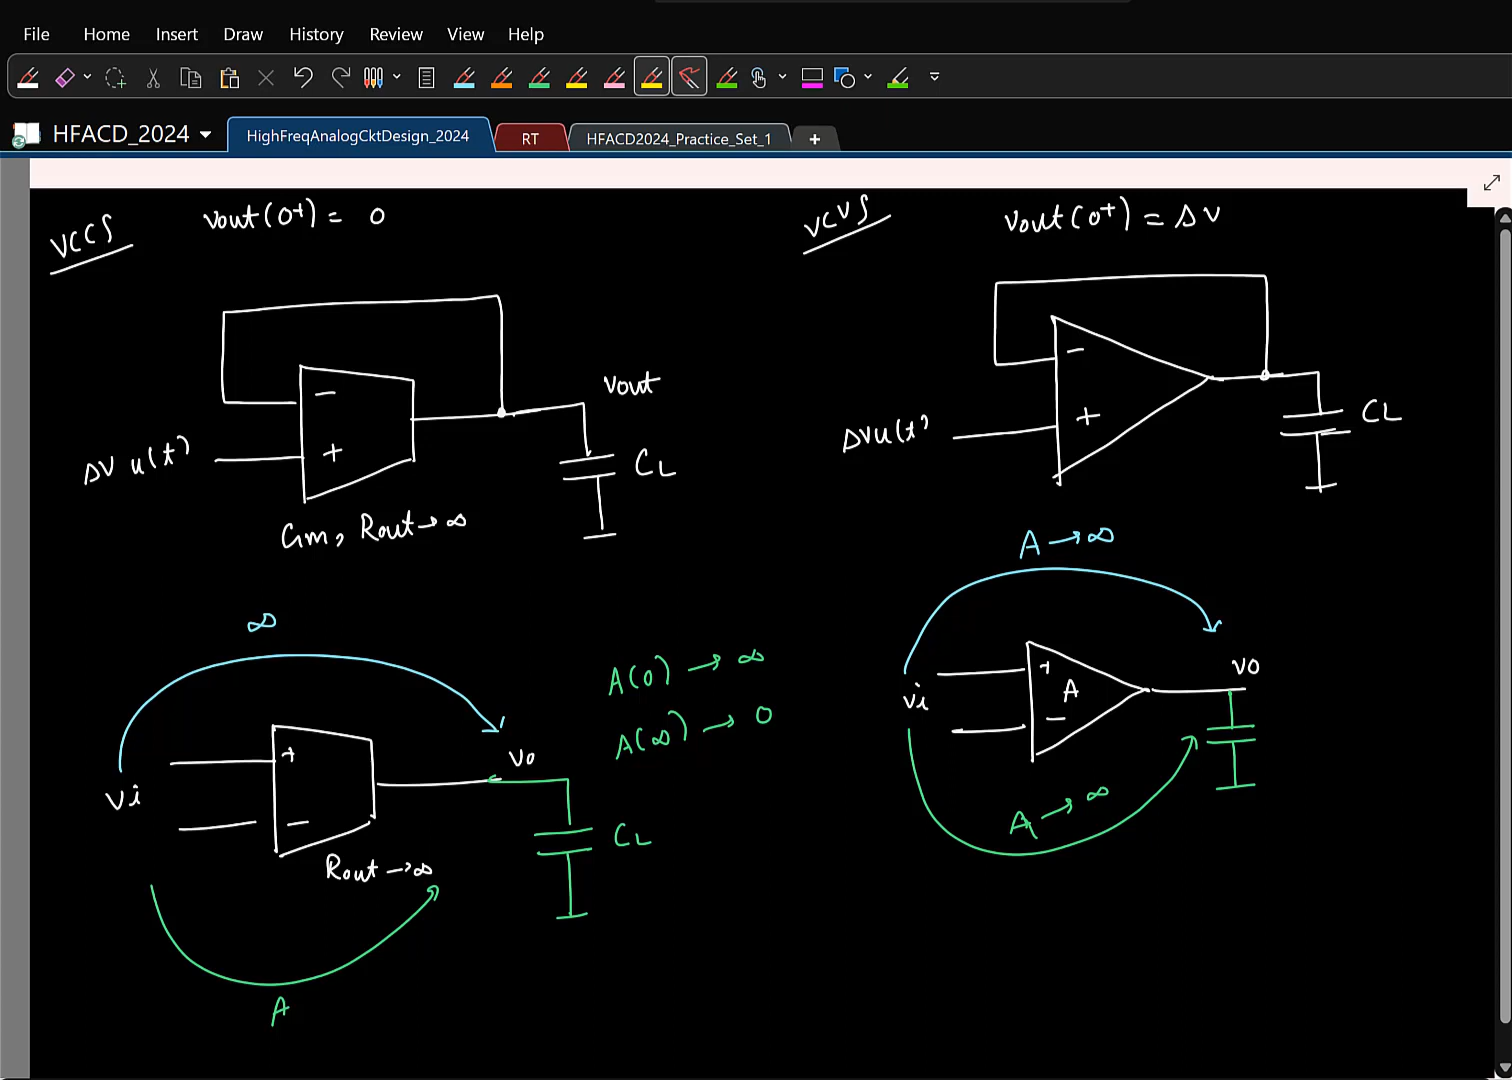 File Home Insert Draw History Review View Help
HFACD_2024 HighFreqAnalogCktDesign_2024 RT HFACD2024_Practice_Set_1 +
VCCS Vout(0+) = 0
VCVS Vout(0+) = ΔV
−
+
Vout
ΔV u(t)
CL
Gm, Rout → ∞
−
+
ΔVu(t)
CL
A → ∞
∞
A(0) → ∞
A(∞) → 0
Vi
+
−
Vo
CL
Rout → ∞
A
Vi
+
A
−
Vo
A → ∞